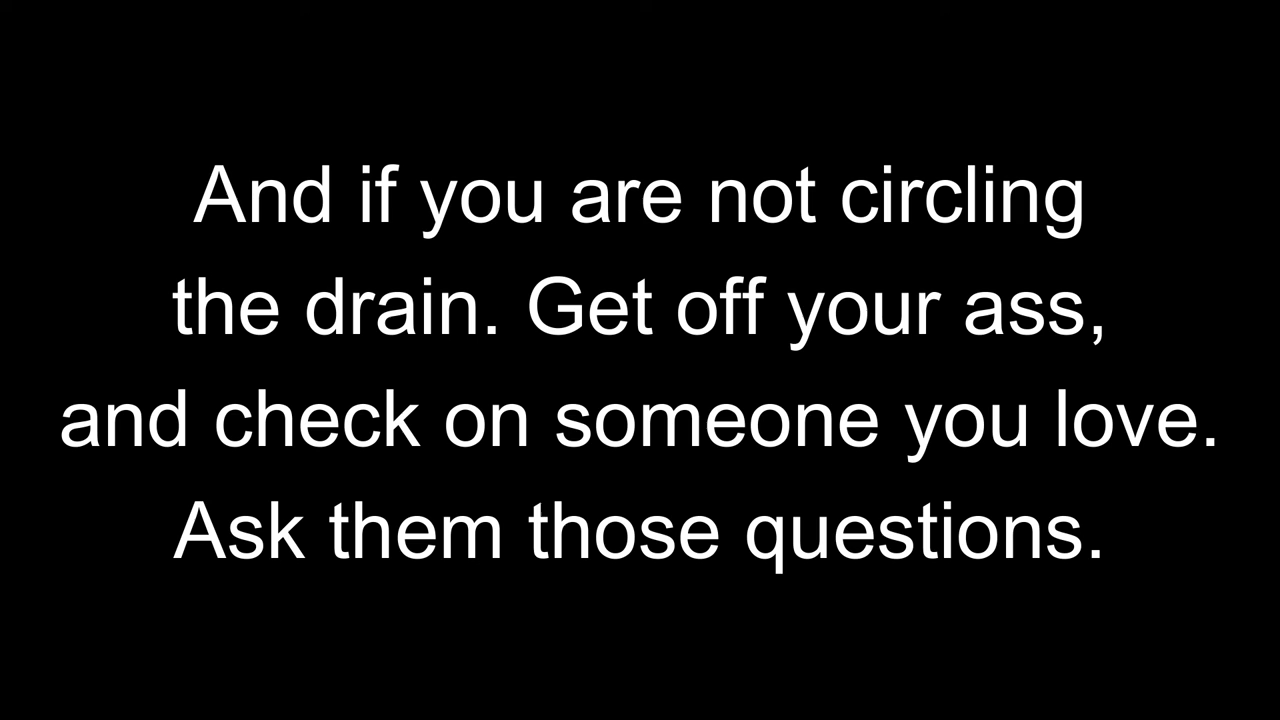 And if you are not circling
the drain. Get off your ass,
and check on someone you love.
Ask them those questions.